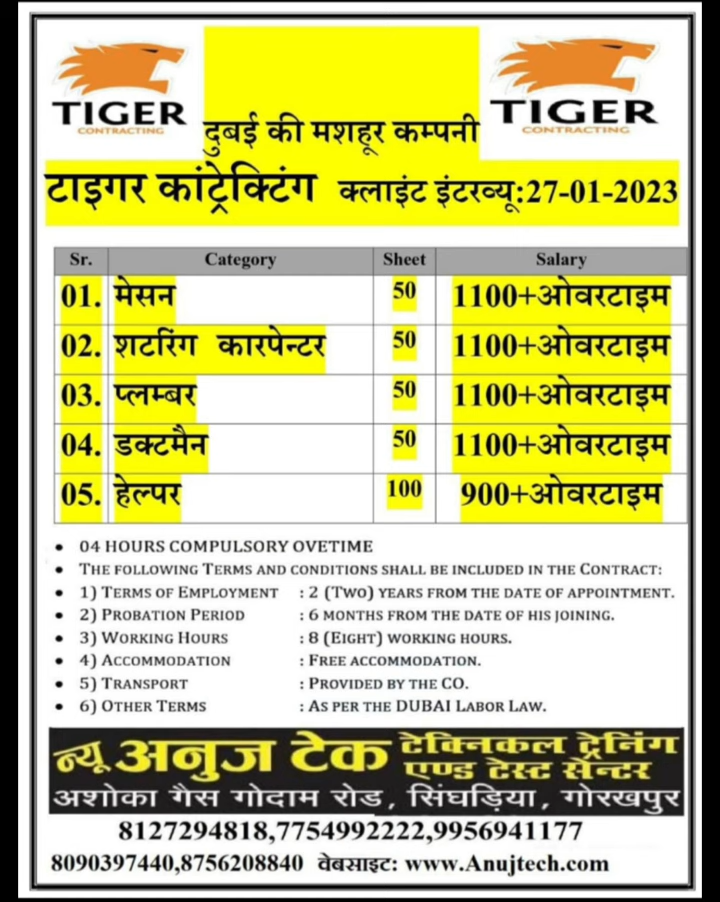 TIGER
CONTRACTING
TIGER
CONTRACTING
दुबई की मशहूर कम्पनी
टाइगर कांट्रेक्टिंग क्लाइंट इंटरव्यू:27-01-2023
Sr. Category Sheet Salary
01. मेसन 50 1100+ओवरटाइम
02. शटरिंग कारपेन्टर 50 1100+ओवरटाइम
03. प्लम्बर 50 1100+ओवरटाइम
04. डक्टमैन 50 1100+ओवरटाइम
05. हेल्पर 100 900+ओवरटाइम
• 04 HOURS COMPULSORY OVETIME
• THE FOLLOWING TERMS AND CONDITIONS SHALL BE INCLUDED IN THE CONTRACT:
• 1) TERMS OF EMPLOYMENT : 2 (TWO) YEARS FROM THE DATE OF APPOINTMENT.
• 2) PROBATION PERIOD : 6 MONTHS FROM THE DATE OF HIS JOINING.
• 3) WORKING HOURS : 8 (EIGHT) WORKING HOURS.
• 4) ACCOMMODATION : FREE ACCOMMODATION.
• 5) TRANSPORT : PROVIDED BY THE CO.
• 6) OTHER TERMS : AS PER THE DUBAI LABOR LAW.
न्यू अनुज टेक टेक्निकल ट्रेनिंग
एण्ड टेस्ट सेन्टर
अशोका गैस गोदाम रोड, सिंघड़िया, गोरखपुर
8127294818,7754992222,9956941177
8090397440,8756208840 वेबसाइट: www.Anujtech.com